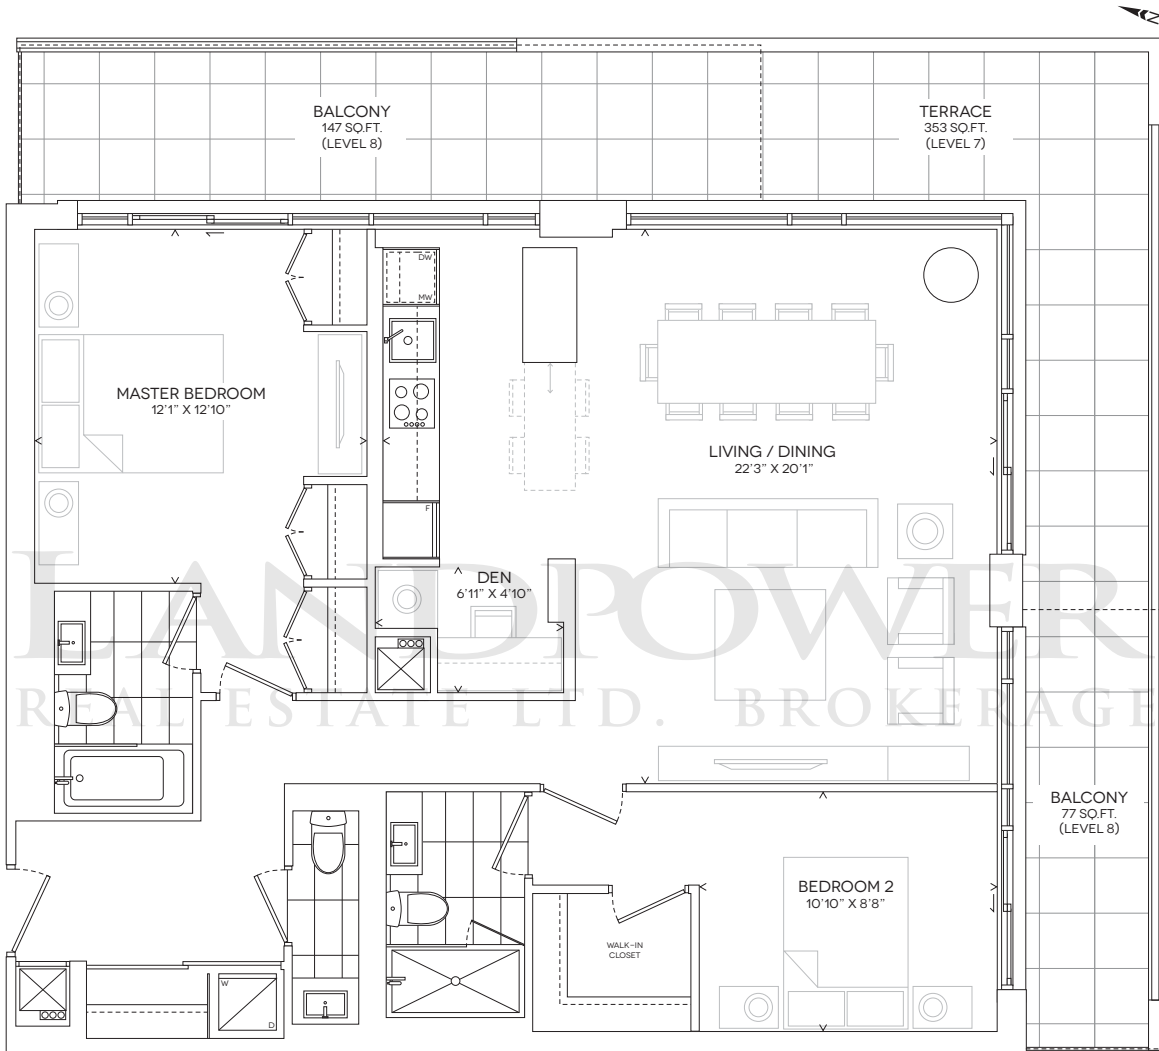 N
BALCONY
147 SQ.FT.
(LEVEL 8)
TERRACE
353 SQ.FT.
(LEVEL 7)
DW
MW
MASTER BEDROOM
12'1" X 12'10"
LIVING / DINING
22'3" X 20'1"
F
DEN
6'11" X 4'10"
LANDPOWER
REAL ESTATE LTD. BROKERAGE
BALCONY
77 SQ.FT.
(LEVEL 8)
BEDROOM 2
10'10" X 8'8"
WALK-IN
CLOSET
W
D